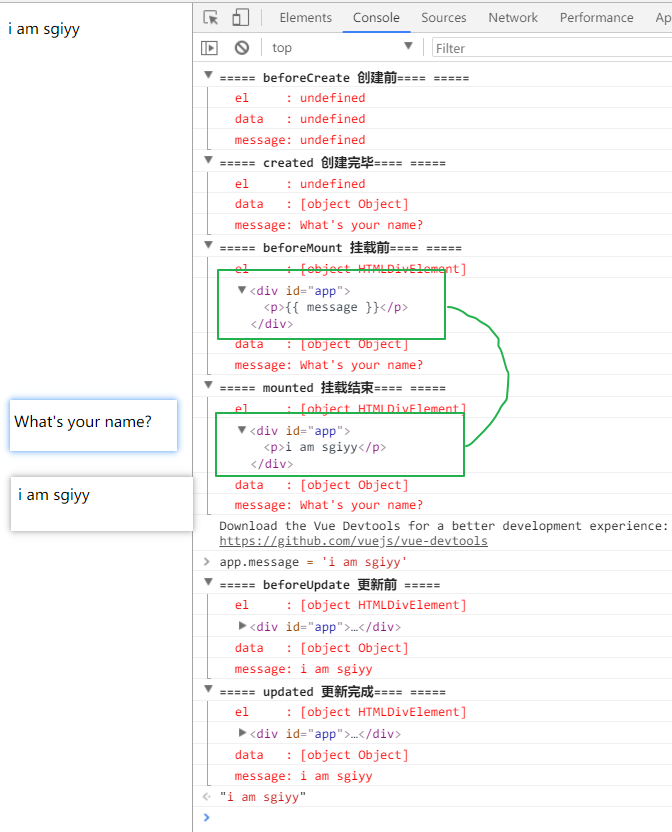 i am sgiyy
Elements Console Sources Network Performance Ap
top Filter
===== beforeCreate 创建前==== =====
el : undefined
data : undefined
message: undefined
===== created 创建完毕==== =====
el : undefined
data : [object Object]
message: What's your name?
===== beforeMount 挂载前==== =====
el : [object HTMLDivElement]
<div id="app">
<p>{{ message }}</p>
</div>
data : [object Object]
message: What's your name?
===== mounted 挂载结束==== =====
el : [object HTMLDivElement]
<div id="app">
<p>i am sgiyy</p>
</div>
data : [object Object]
message: What's your name?
What's your name?
i am sgiyy
Download the Vue Devtools for a better development experience:
https://github.com/vuejs/vue-devtools
> app.message = 'i am sgiyy'
===== beforeUpdate 更新前 =====
el : [object HTMLDivElement]
<div id="app">…</div>
data : [object Object]
message: i am sgiyy
===== updated 更新完成==== =====
el : [object HTMLDivElement]
<div id="app">…</div>
data : [object Object]
message: i am sgiyy
"i am sgiyy"